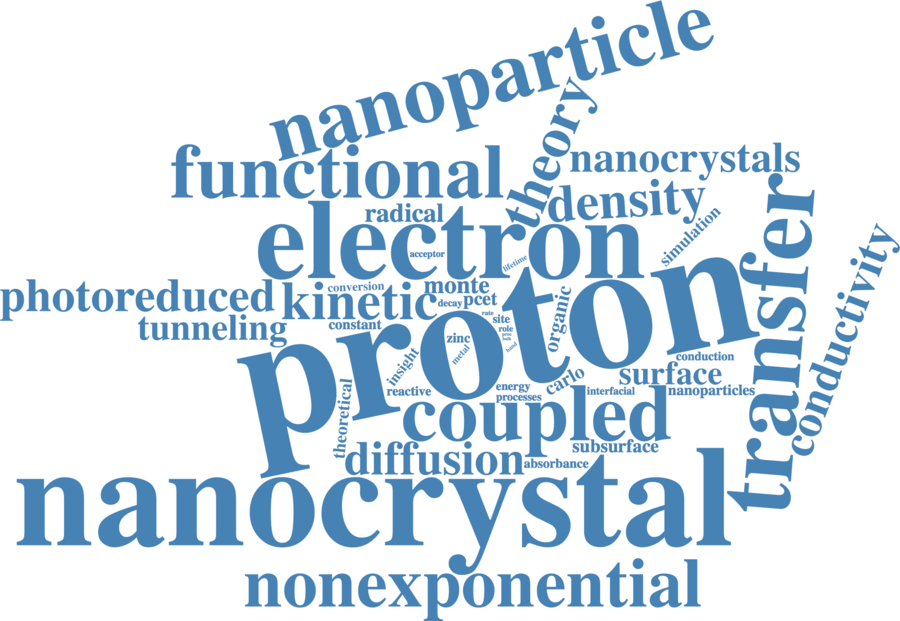 nanoparticle
theory
functional
nanocrystals
density
transfer
radical
electron
simulation
acceptor
lifetime
proton
conductivity
photoreduced
conversion
monte
kinetic
decay
pcet
organic
tunneling
constant
rate
site
role
zinc
metal
band
insight
conduction
surface
carlo
theoretical
reactive
energy
processes
interfacial
nanoparticles
coupled
subsurface
diffusion
absorbance
nanocrystal
nonexponential